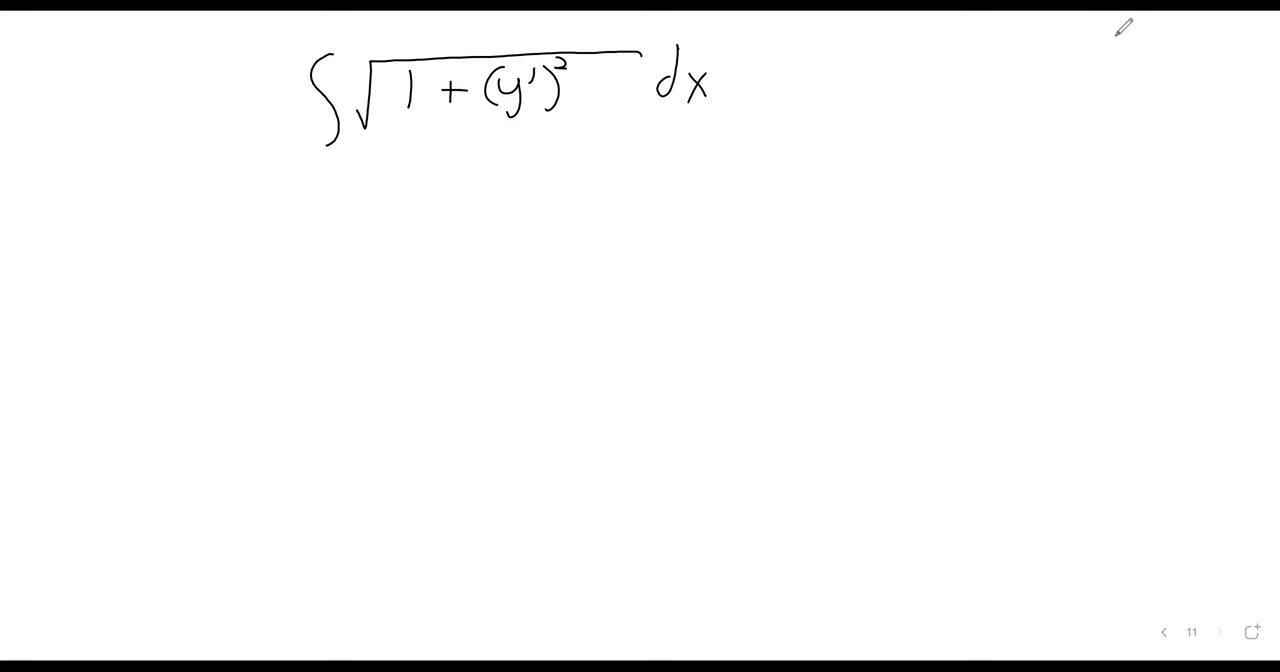 ∫√(1 + (y')²) dx
11